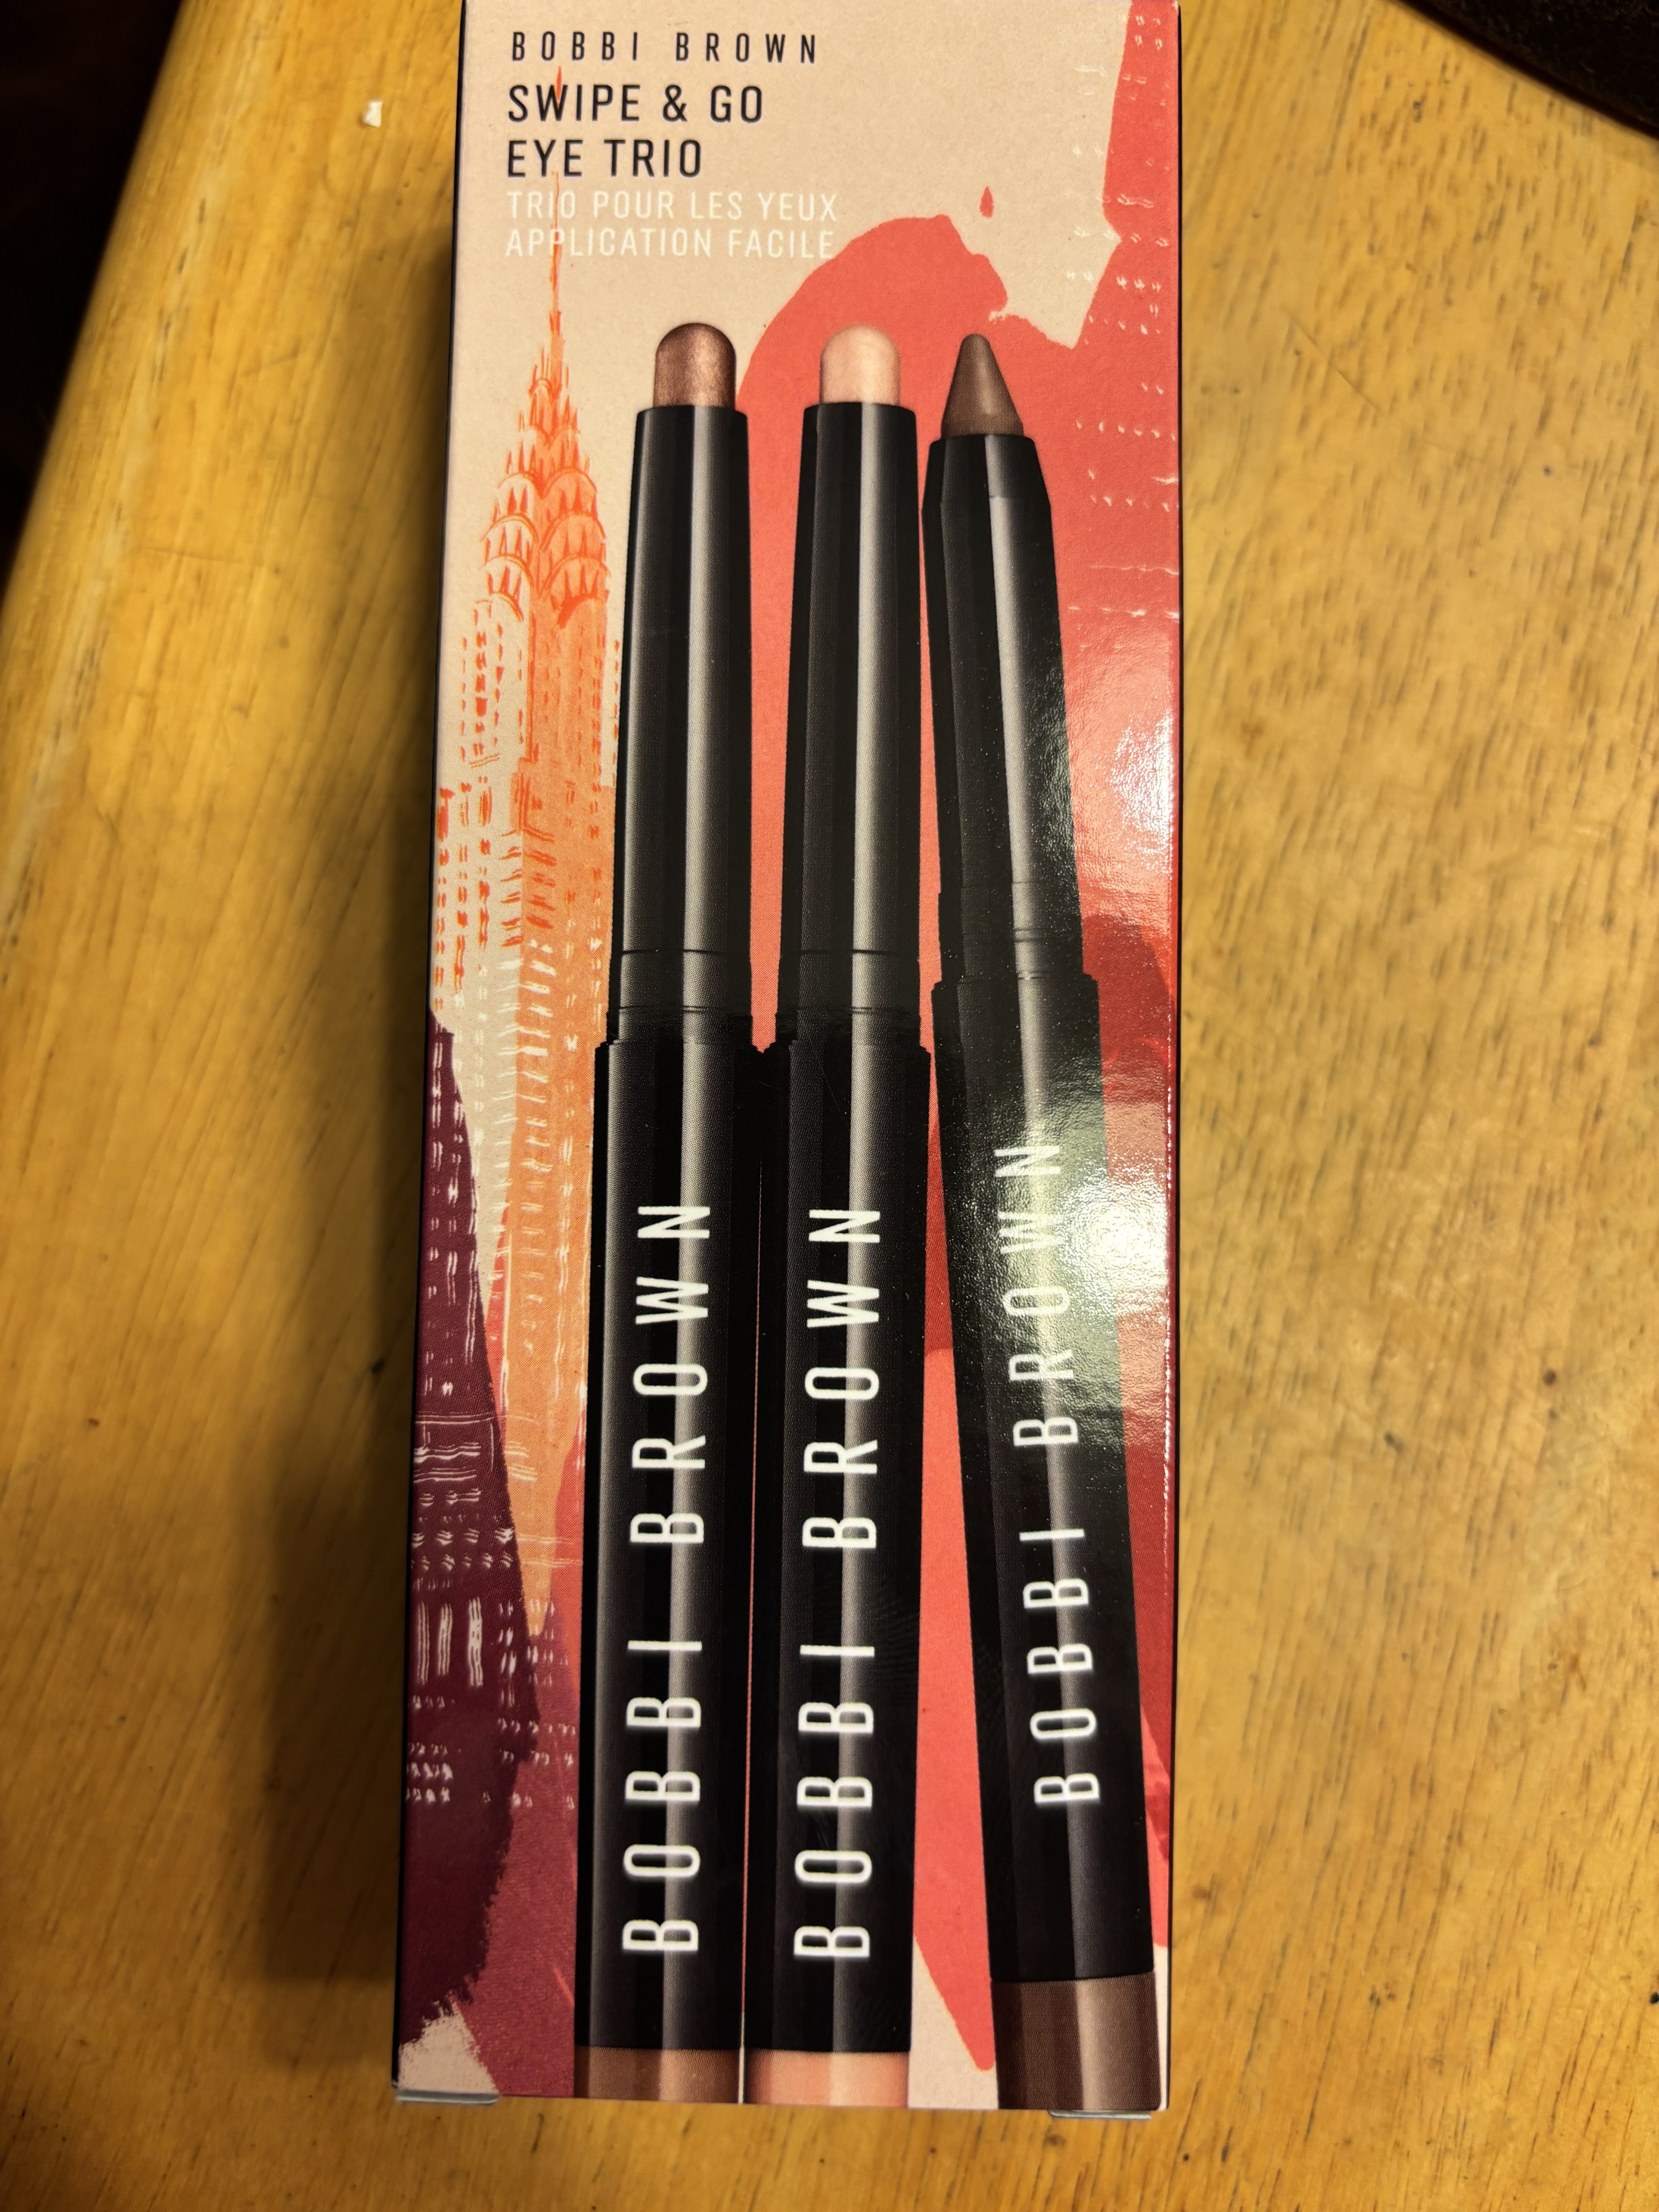 BOBBI BROWN
SWIPE & GO
EYE TRIO
TRIO POUR LES YEUX
APPLICATION FACILE
BOBBI BROWN
BOBBI BROWN
BOBBI BROWN